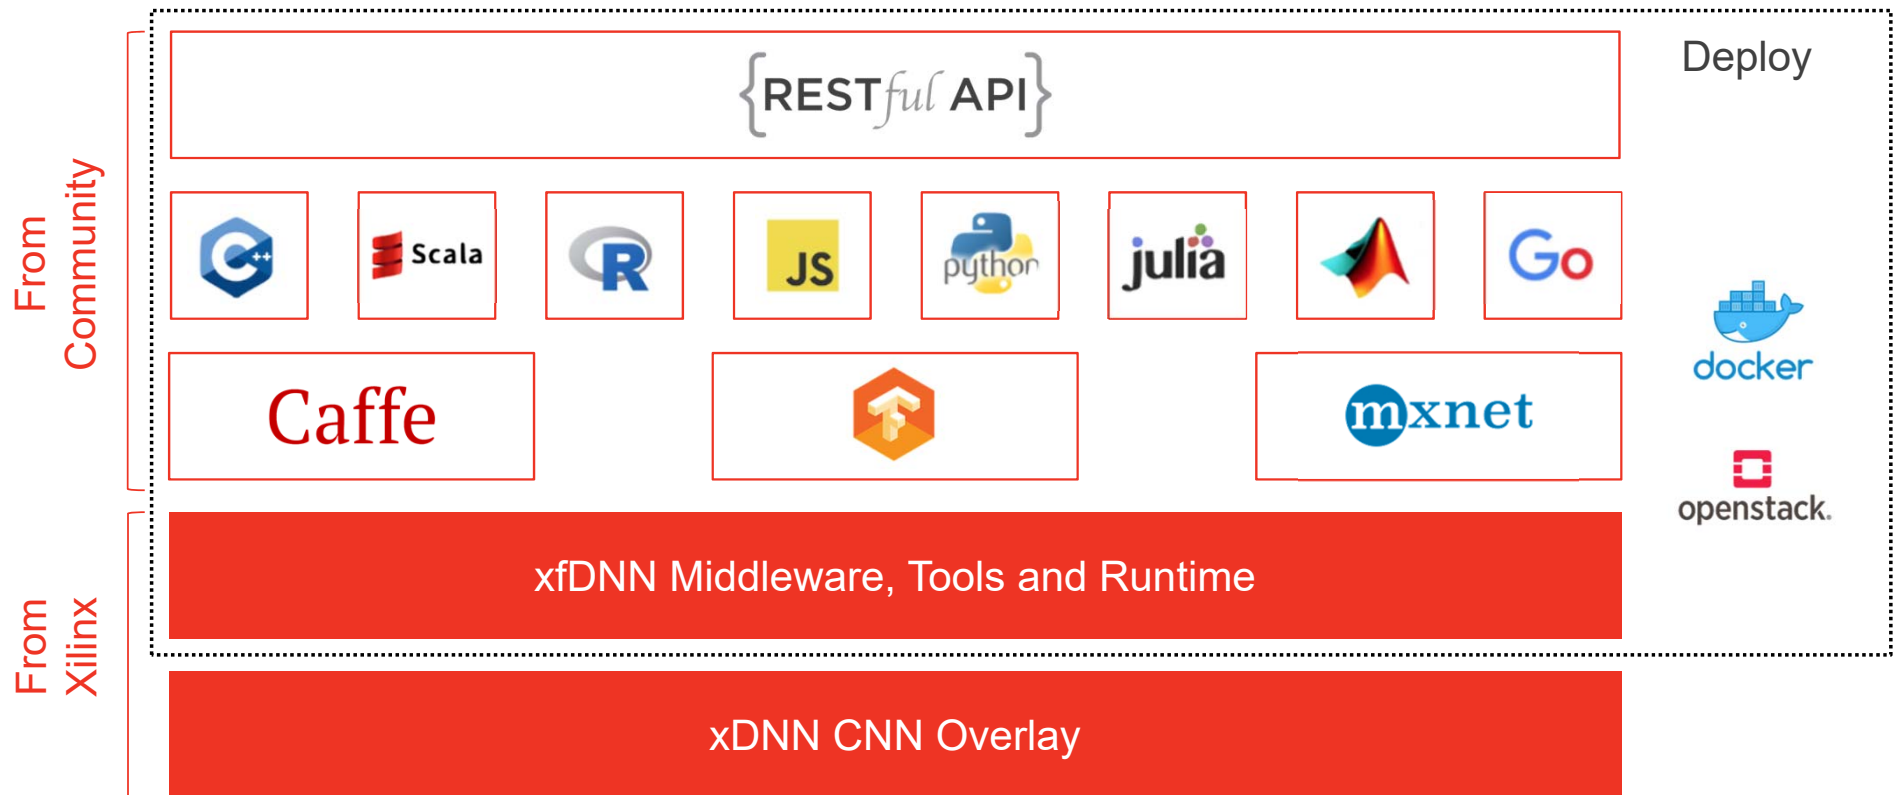 {RESTful API}
Deploy
From
Community
C++
Scala
R
JS
python
julia
Go
docker
Caffe
TF
mxnet
openstack.
xfDNN Middleware, Tools and Runtime
From
Xilinx
xDNN CNN Overlay